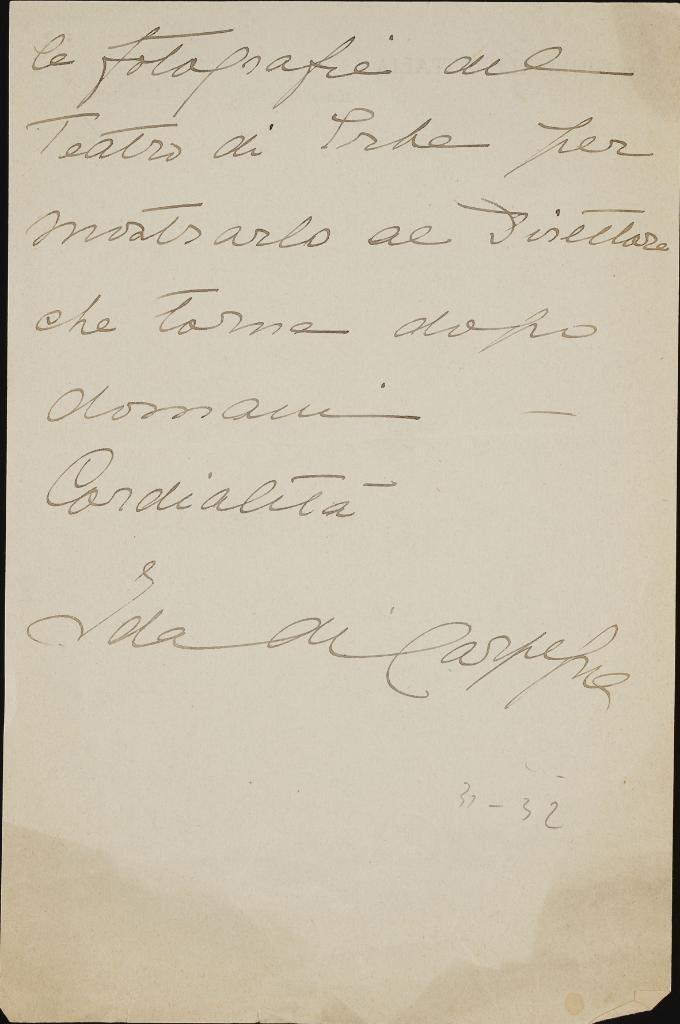 le fotografie del
Teatro di Erbe per
mostrarlo al Direttore
che torna dopo
domani —
Cordialità
Ida di Carpegna
31-32